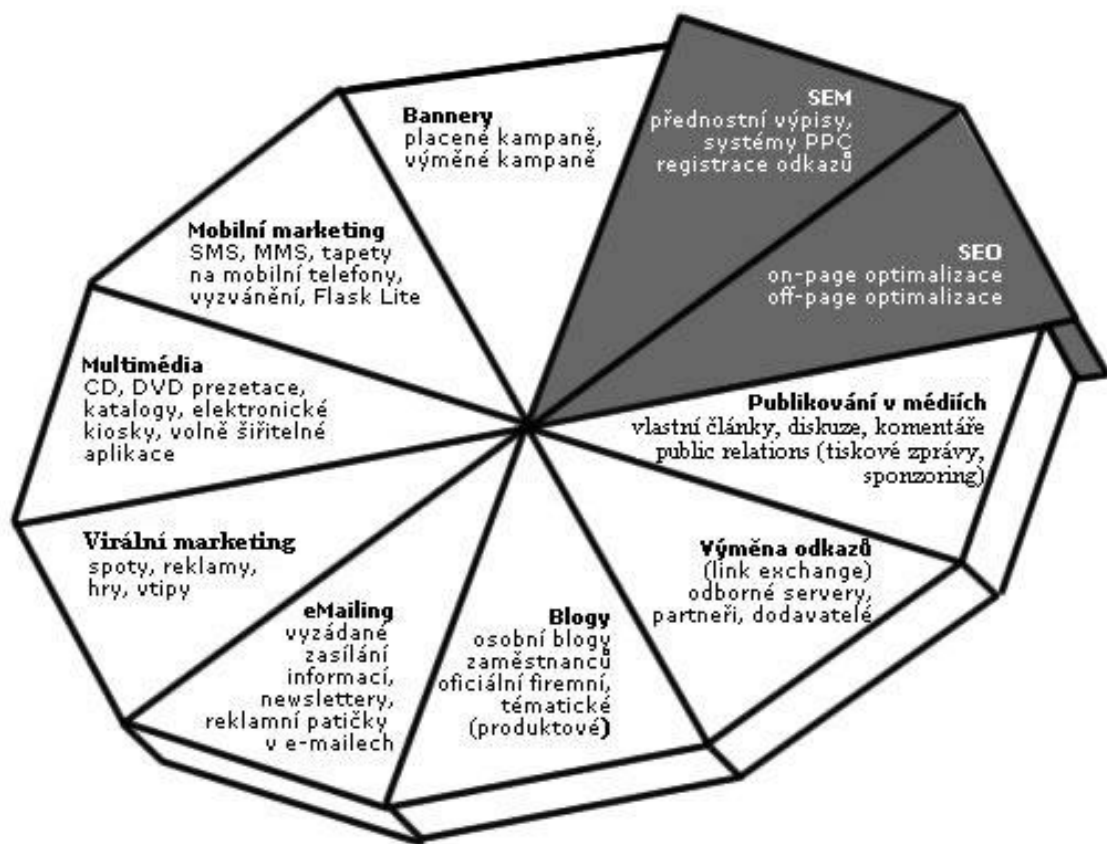 Bannery
placené kampaně,
výměné kampaně
SEM
přednostní výpisy,
systémy PPC
registrace odkazů
SEO
on-page optimalizace
off-page optimalizace
Publikování v médiích
vlastní články, diskuze, komentáře
public relations (tiskové zprávy,
sponzoring)
Výměna odkazů
(link exchange)
odborné servery,
partneři, dodavatelé
Blogy
osobní blogy
zaměstnanců
oficiální firemní,
tématické
(produktové)
eMailing
vyzádané
zasílání
informací,
newslettery,
reklamní patičky
v e-mailech
Virální marketing
spoty, reklamy,
hry, vtipy
Multimédia
CD, DVD prezetace,
katalogy, elektronické
kiosky, volně šiřitelné
aplikace
Mobilní marketing
SMS, MMS, tapety
na mobilní telefony,
vyzvánění, Flask Lite